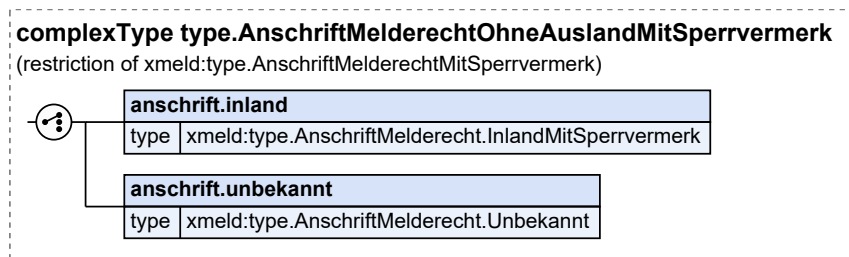 complexType type.AnschriftMelderechtOhneAuslandMitSperrvermerk
(restriction of xmeld:type.AnschriftMelderechtMitSperrvermerk)
anschrift.inland
type xmeld:type.AnschriftMelderecht.InlandMitSperrvermerk
anschrift.unbekannt
type xmeld:type.AnschriftMelderecht.Unbekannt